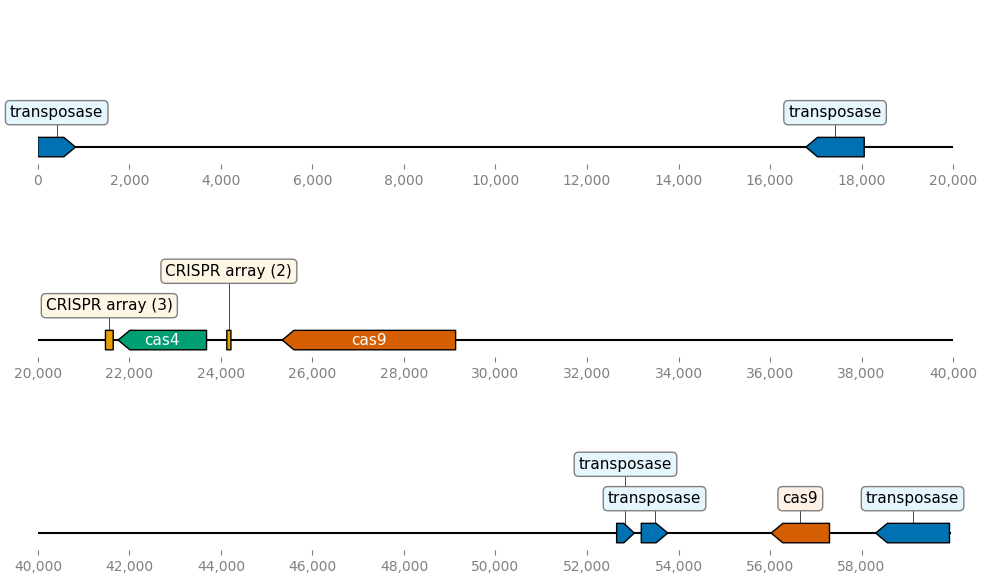 transposase transposase
0 2,000 4,000 6,000 8,000 10,000 12,000 14,000 16,000 18,000 20,000
CRISPR array (2)
CRISPR array (3)
cas4 cas9
20,000 22,000 24,000 26,000 28,000 30,000 32,000 34,000 36,000 38,000 40,000
transposase
transposase cas9 transposase
40,000 42,000 44,000 46,000 48,000 50,000 52,000 54,000 56,000 58,000